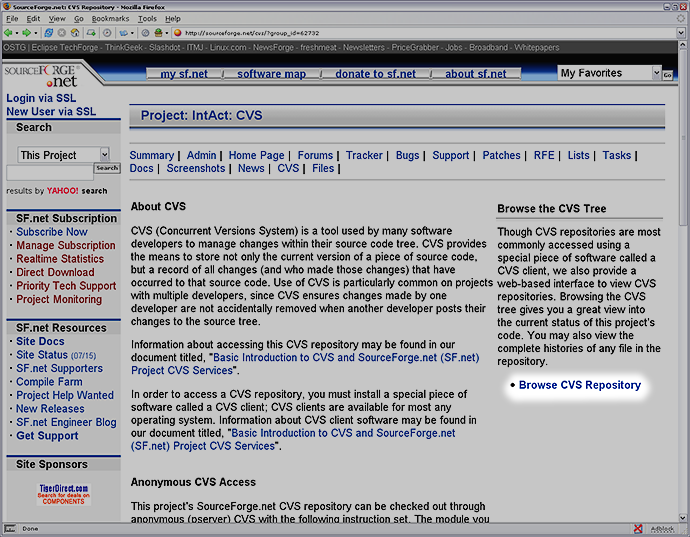 SourceForge.net: CVS Repository - Mozilla Firefox
File Edit View Go Bookmarks Tools Help
http://sourceforge.net/cvs/?group_id=62732
OSTG | Eclipse TechForge - ThinkGeek - Slashdot - ITMJ - Linux.com - NewsForge - freshmeat - Newsletters - PriceGrabber - Jobs - Broadband - Whitepapers
SOURCEFORGE
.net
my sf.net software map donate to sf.net about sf.net
My Favorites
Go
Login via SSL
New User via SSL
Search
This Project
Search
results by YAHOO! search
SF.net Subscription
· Subscribe Now
· Manage Subscription
· Realtime Statistics
· Direct Download
· Priority Tech Support
· Project Monitoring
SF.net Resources
· Site Docs
· Site Status (07/15)
· SF.net Supporters
· Compile Farm
· Project Help Wanted
· New Releases
· SF.net Engineer Blog
· Get Support
Site Sponsors
TigerDirect.com
Search for deals on
COMPONENTS
Project: IntAct: CVS
Summary | Admin | Home Page | Forums | Tracker | Bugs | Support | Patches | RFE | Lists | Tasks |
Docs | Screenshots | News | CVS | Files |
About CVS
CVS (Concurrent Versions System) is a tool used by many software
developers to manage changes within their source code tree. CVS provides
the means to store not only the current version of a piece of source code,
but a record of all changes (and who made those changes) that have
occurred to that source code. Use of CVS is particularly common on projects
with multiple developers, since CVS ensures changes made by one
developer are not accidentally removed when another developer posts their
changes to the source tree.
Information about accessing this CVS repository may be found in our
document titled, "Basic Introduction to CVS and SourceForge.net (SF.net)
Project CVS Services".
In order to access a CVS repository, you must install a special piece of
software called a CVS client; CVS clients are available for most any
operating system. Information about CVS client software may be found in
our document titled, "Basic Introduction to CVS and SourceForge.net
(SF.net) Project CVS Services".
Anonymous CVS Access
This project's SourceForge.net CVS repository can be checked out through
anonymous (pserver) CVS with the following instruction set. The module you
Browse the CVS Tree
Though CVS repositories are most
commonly accessed using a
special piece of software called a
CVS client, we also provide a
web-based interface to view CVS
repositories. Browsing the CVS
tree gives you a great view into
the current status of this project's
code. You may also view the
complete histories of any file in the
repository.
• Browse CVS Repository
Done
Adblock